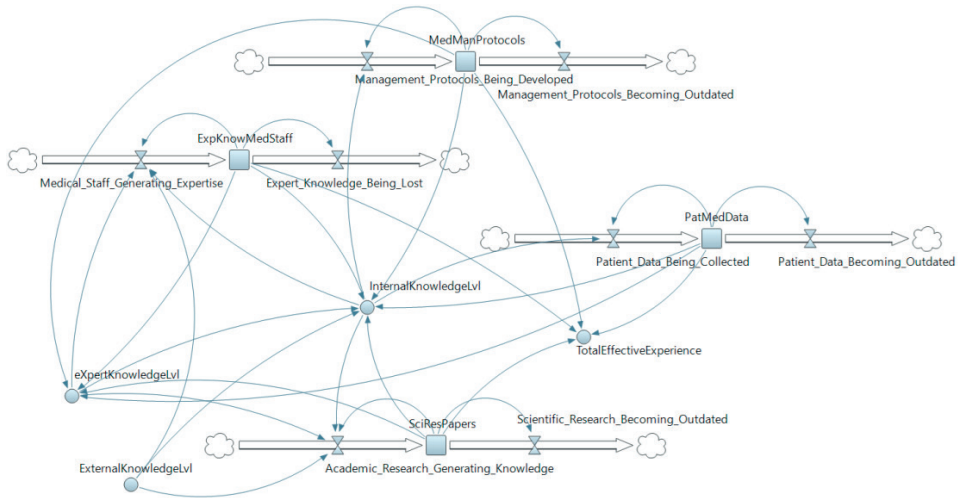 MedManProtocols
Management_Protocols_Being_Developed
Management_Protocols_Becoming_Outdated
ExpKnowMedStaff
Medical_Staff_Generating_Expertise
Expert_Knowledge_Being_Lost
PatMedData
Patient_Data_Being_Collected
Patient_Data_Becoming_Outdated
InternalKnowledgeLvl
TotalEffectiveExperience
eXpertKnowledgeLvl
SciResPapers
Scientific_Research_Becoming_Outdated
Academic_Research_Generating_Knowledge
ExternalKnowledgeLvl